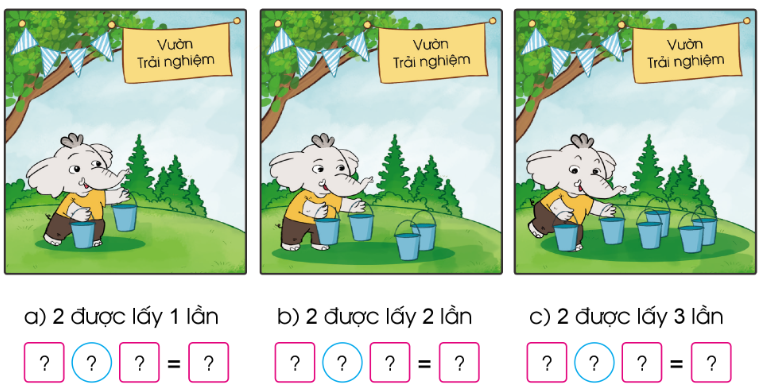 Vườn
Trải nghiệm
Vườn
Trải nghiệm
Vườn
Trải nghiệm
a) 2 được lấy 1 lần
b) 2 được lấy 2 lần
c) 2 được lấy 3 lần
? ? ? = ?
? ? ? = ?
? ? ? = ?